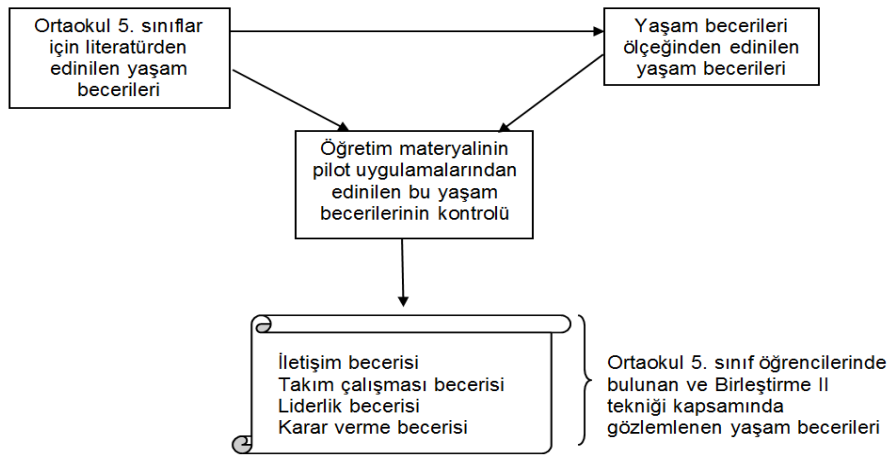 Ortaokul 5. sınıflar
için literatürden
edinilen yaşam
becerileri
Yaşam becerileri
ölçeğinden edinilen
yaşam becerileri
Öğretim materyalinin
pilot uygulamalarından
edinilen bu yaşam
becerilerinin kontrolü
İletişim becerisi
Takım çalışması becerisi
Liderlik becerisi
Karar verme becerisi
Ortaokul 5. sınıf öğrencilerinde
bulunan ve Birleştirme II
tekniği kapsamında
gözlemlenen yaşam becerileri